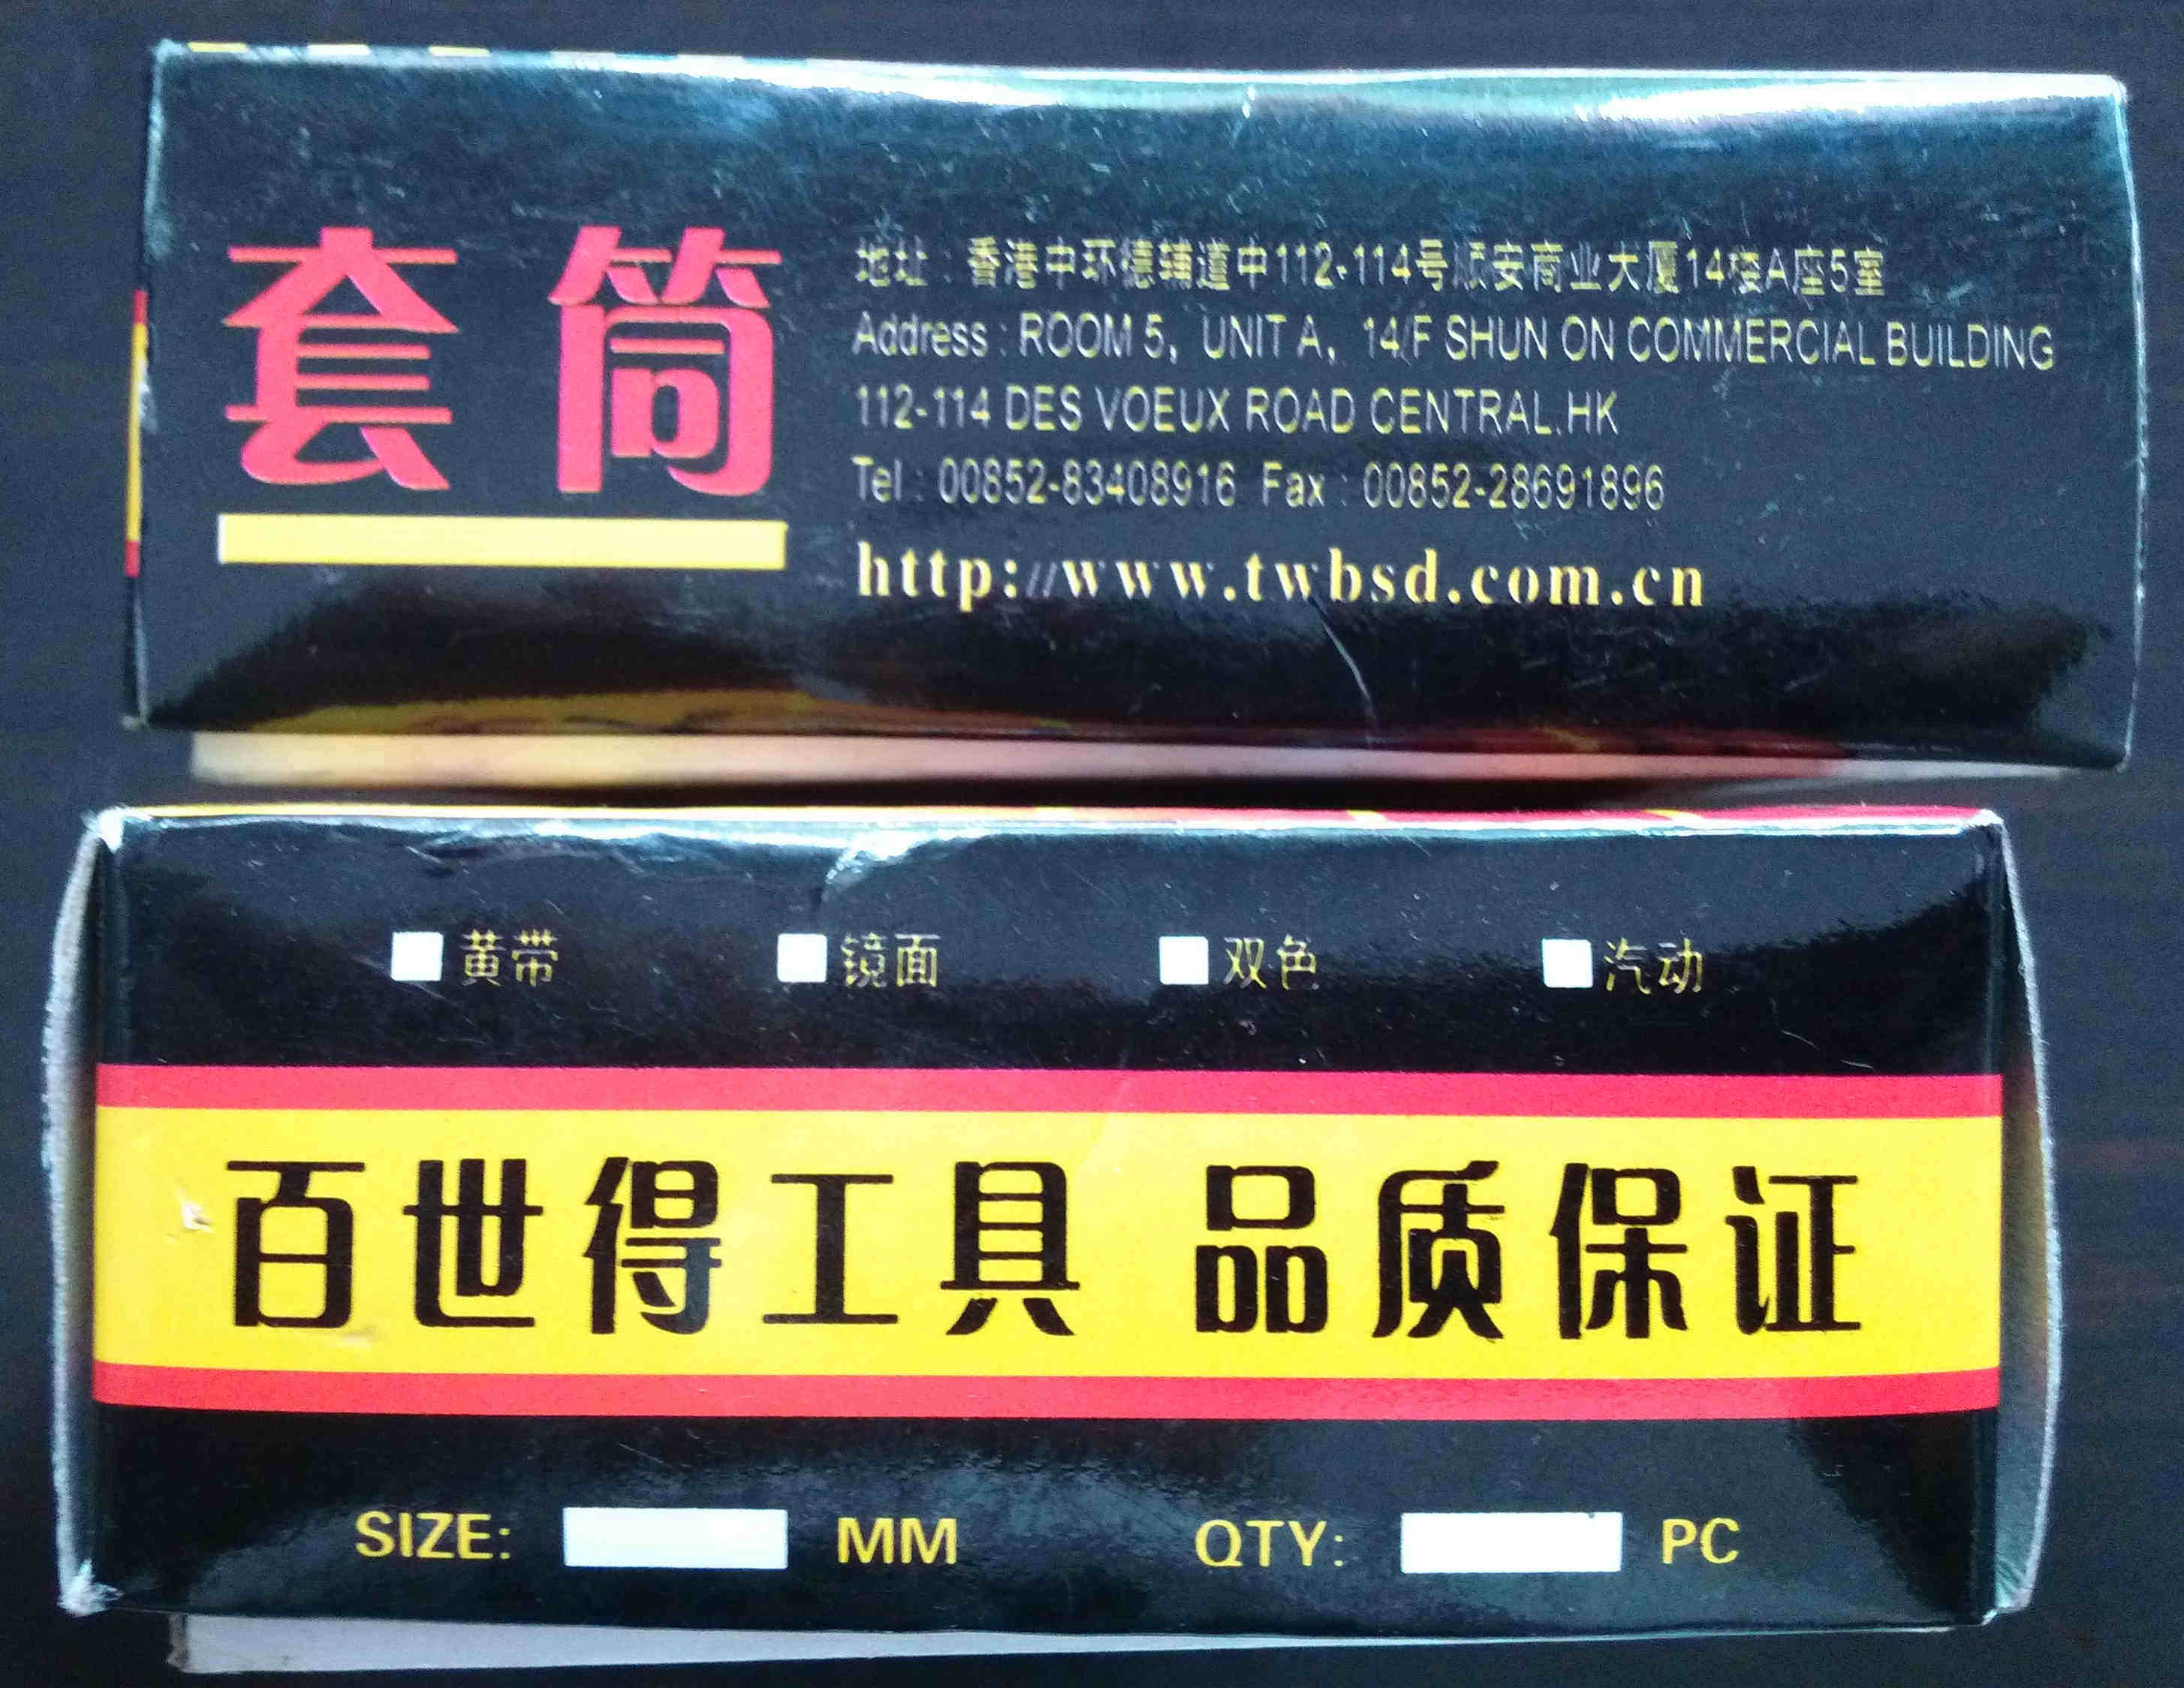 套筒
地址：香港中环德辅道中112-114号顺安商业大厦14楼A座5室
Address : ROOM 5, UNIT A, 14/F SHUN ON COMMERCIAL BUILDING
112-114 DES VOEUX ROAD CENTRAL.HK
Tel : 00852-83408916 Fax : 00852-28691896
http://www.twbsd.com.cn
黄带 镜面 双色 汽动
百世得工具 品质保证
SIZE: MM QTY: PC